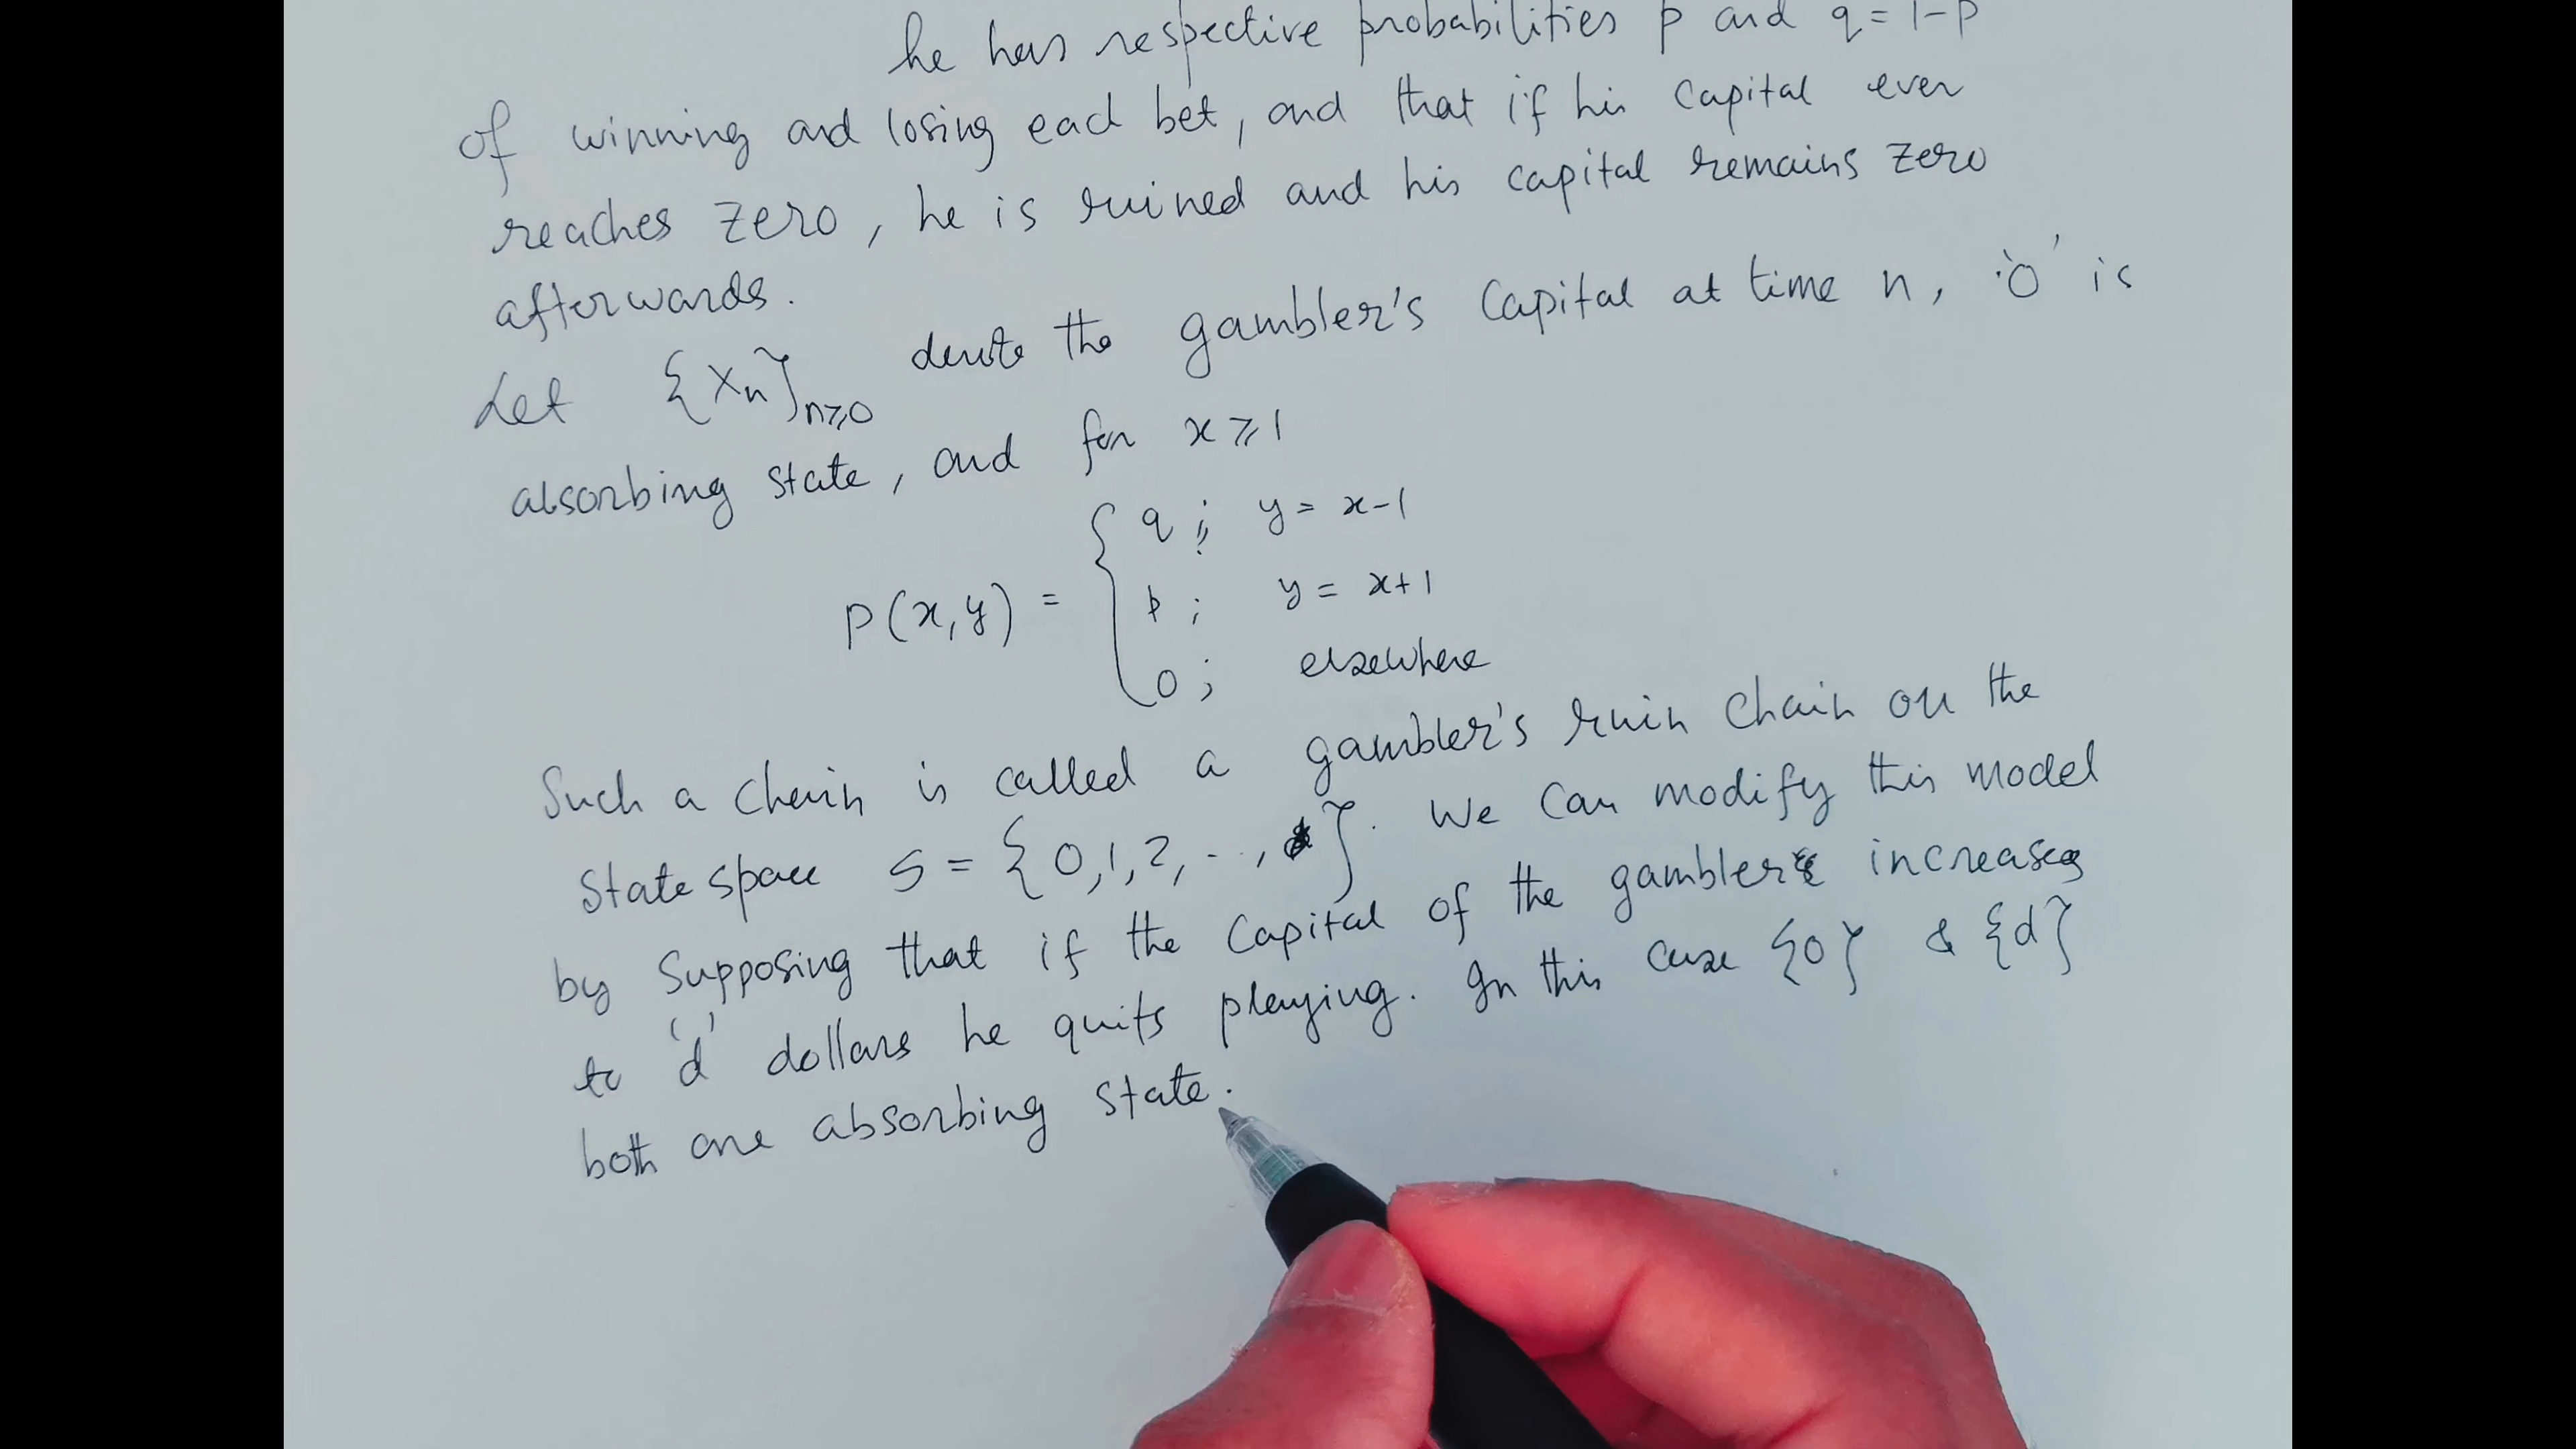 he has respective probabilities p and q = 1-p
of winning and losing each bet, and that if his capital ever
reaches zero, he is ruined and his capital remains zero
afterwards.
Let {Xn}n≥0 denote the gambler's capital at time n, '0' is
absorbing state, and for x ≥ 1
P(x,y) = { q ; y = x-1
p ; y = x+1
0 ; elsewhere
Such a chain is called a gambler's ruin chain on the
state space S = {0,1,2,..., }. We can modify this model
by supposing that if the capital of the gambler increases
to 'd' dollars he quits playing. In this case {0} & {d}
both are absorbing state.